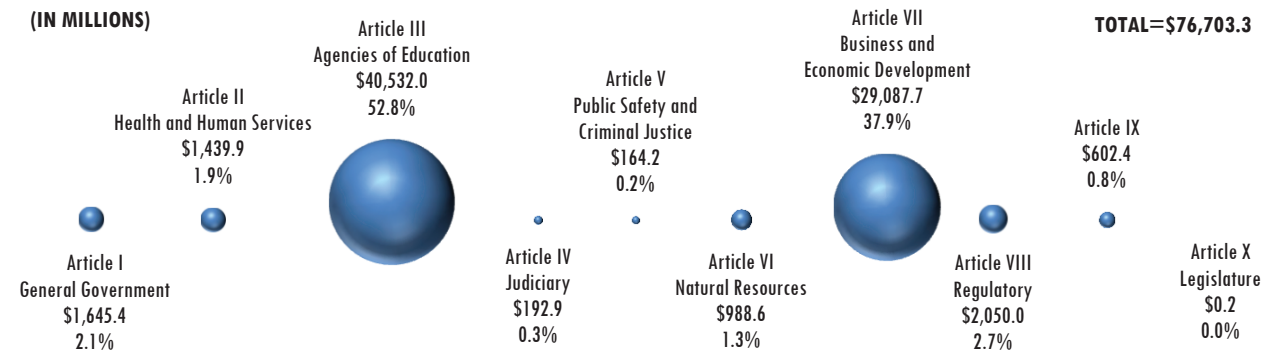 (IN MILLIONS)
TOTAL=$76,703.3
Article I
General Government
$1,645.4
2.1%
Article II
Health and Human Services
$1,439.9
1.9%
Article III
Agencies of Education
$40,532.0
52.8%
Article IV
Judiciary
$192.9
0.3%
Article V
Public Safety and
Criminal Justice
$164.2
0.2%
Article VI
Natural Resources
$988.6
1.3%
Article VII
Business and
Economic Development
$29,087.7
37.9%
Article VIII
Regulatory
$2,050.0
2.7%
Article IX
$602.4
0.8%
Article X
Legislature
$0.2
0.0%